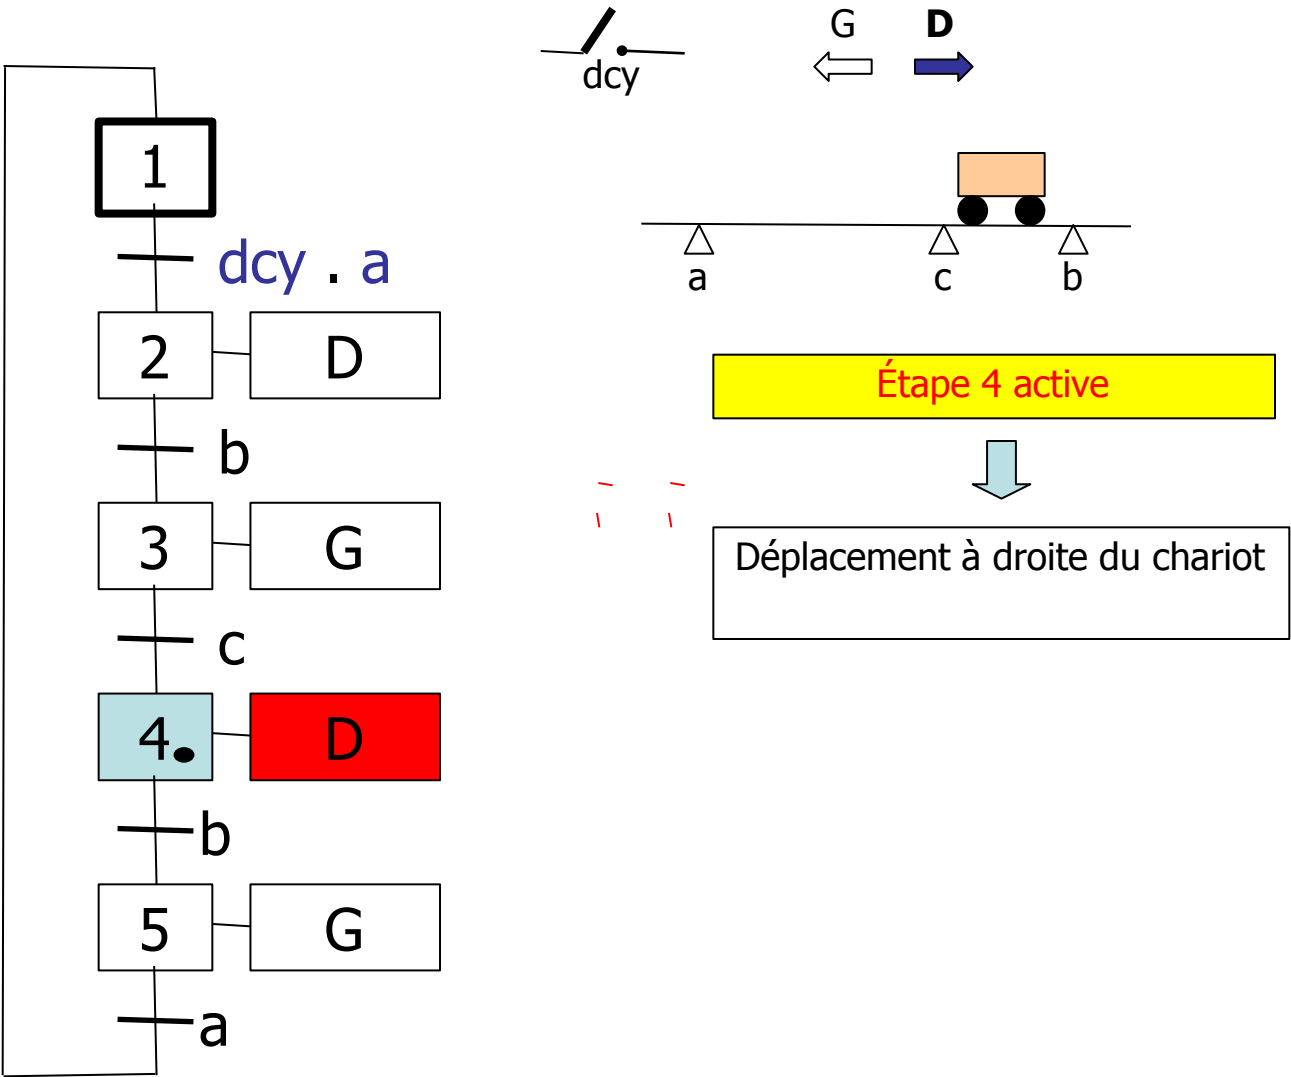 dcy
G D
1
dcy . a
a c b
2 D
Étape 4 active
b
3 G
Déplacement à droite du chariot
c
4 D
b
5 G
a